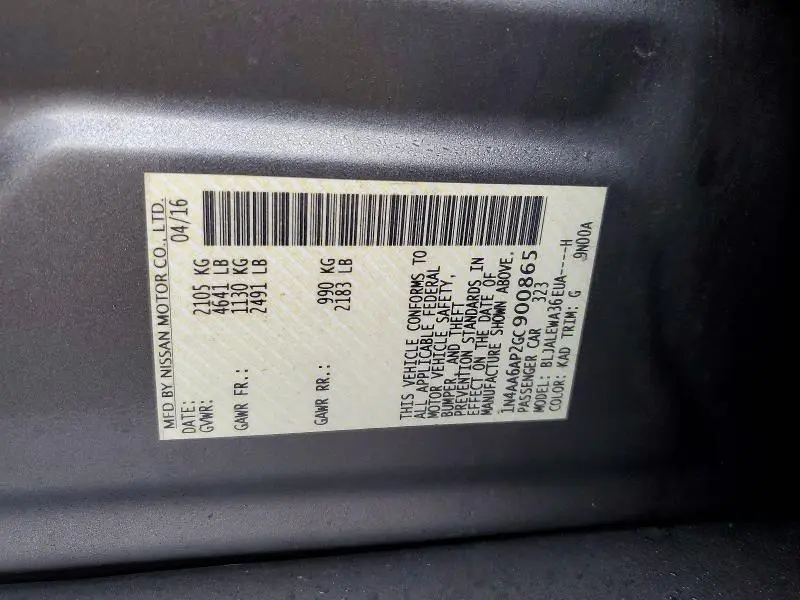 MFD BY NISSAN MOTOR CO., LTD.
DATE: 04/16
GVWR: 2105 KG
4641 LB
GAWR FR.: 1130 KG
2491 LB
GAWR RR.: 990 KG
2183 LB
THIS VEHICLE CONFORMS TO
ALL APPLICABLE FEDERAL
MOTOR VEHICLE SAFETY,
BUMPER, AND THEFT
PREVENTION STANDARDS IN
EFFECT ON THE DATE OF
MANUFACTURE SHOWN ABOVE.
1N4AA6AP2GC900865
PASSENGER CAR 323
MODEL: BLJALEWA36EUA----H
COLOR: KAD TRIM: G 9N00A